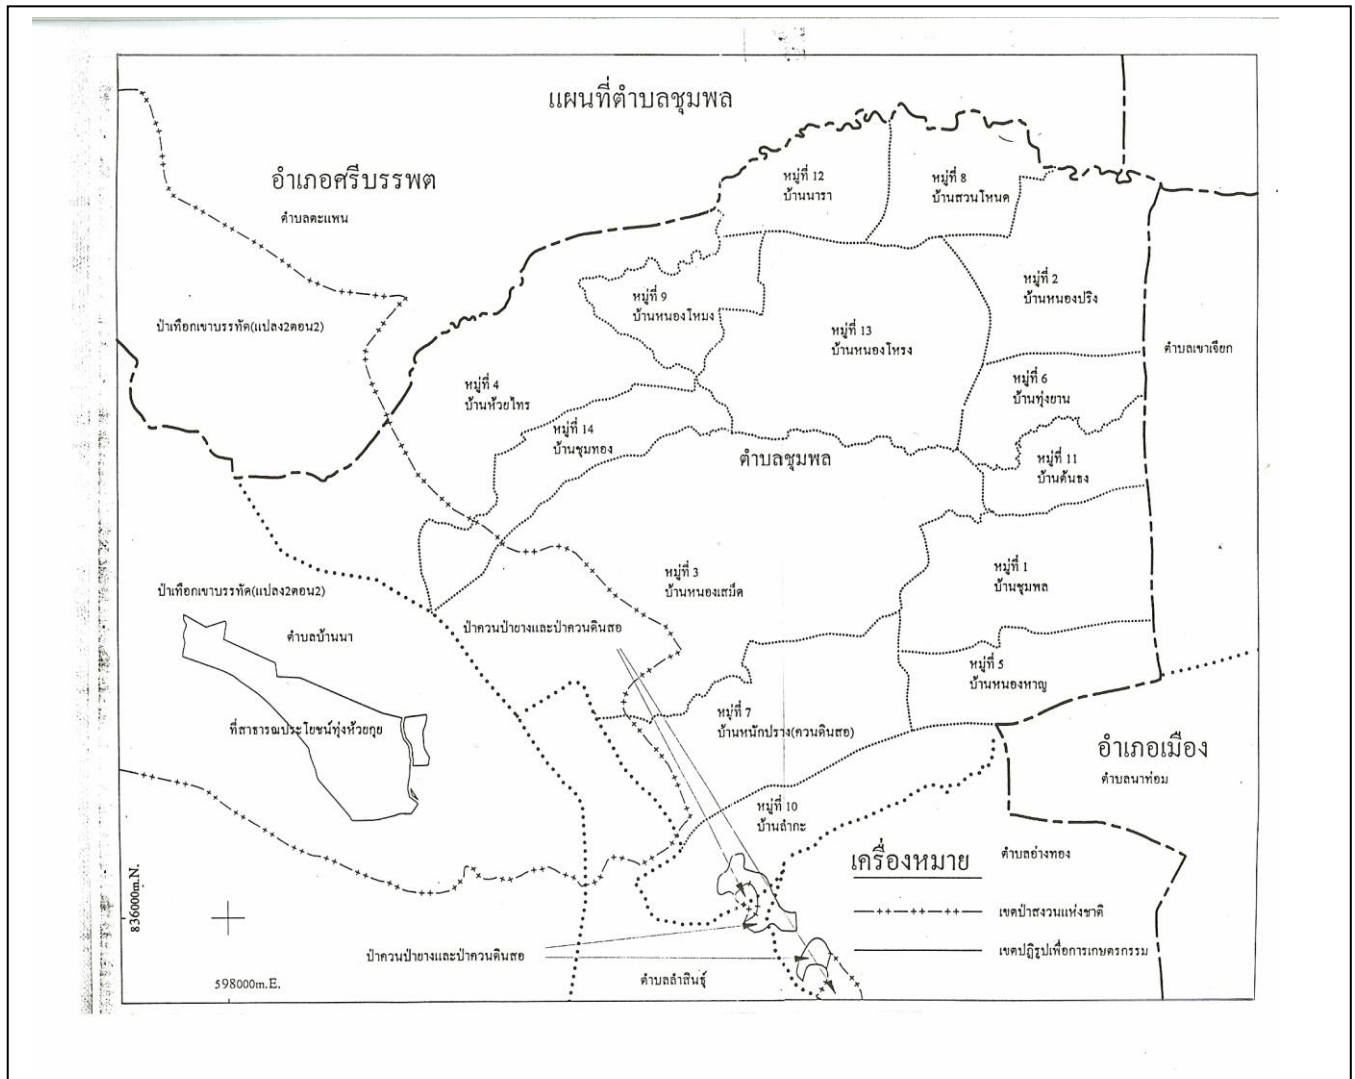 แผนที่ตำบลชุมพล
อำเภอศรีบรรพต
ตำบลตะแพน
หมู่ที่ 12
บ้านนารา
หมู่ที่ 8
บ้านสวนโหนด
หมู่ที่ 2
บ้านหนองปริง
หมู่ที่ 9
บ้านหนองโหมง
ป่าเทือกเขาบรรทัด(แปลง2ตอน2)
หมู่ที่ 13
บ้านหนองโหรง
ตำบลเขาเจียก
หมู่ที่ 6
บ้านทุ่งยาน
หมู่ที่ 4
บ้านห้วยไทร
หมู่ที่ 14
บ้านชุมทอง
ตำบลชุมพล
หมู่ที่ 11
บ้านต้นธง
หมู่ที่ 3
บ้านหนองเสม็ด
หมู่ที่ 1
บ้านชุมพล
ป่าเทือกเขาบรรทัด(แปลง2ตอน2)
ตำบลบ้านนา
ป่าควนป่ายางและป่าควนดินสอ
หมู่ที่ 5
บ้านหนองหาญ
ที่สาธารณประโยชน์ทุ่งห้วยกุย
หมู่ที่ 7
บ้านหนักปราง(ควนดินสอ)
อำเภอเมือง
ตำบลนาท่อม
หมู่ที่ 10
บ้านลำกะ
เครื่องหมาย
ตำบลอ่างทอง
836000m.N.
เขตป่าสงวนแห่งชาติ
เขตปฏิรูปเพื่อการเกษตรกรรม
ป่าควนป่ายางและป่าควนดินสอ
598000m.E.
ตำบลลำสินธุ์